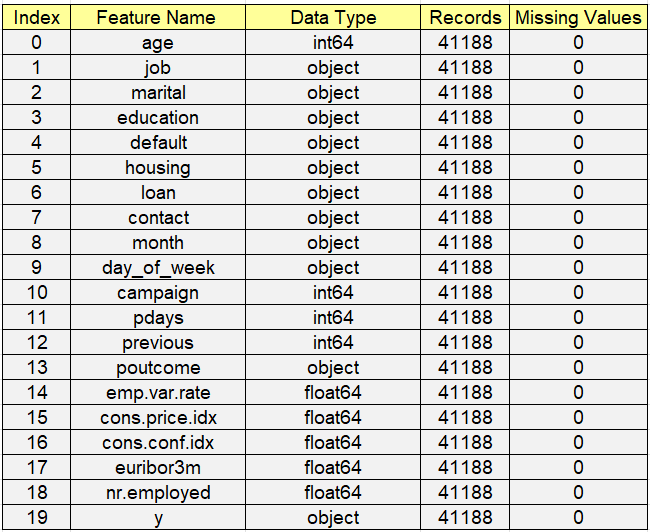 Index Feature Name Data Type Records Missing Values
0 age int64 41188 0
1 job object 41188 0
2 marital object 41188 0
3 education object 41188 0
4 default object 41188 0
5 housing object 41188 0
6 loan object 41188 0
7 contact object 41188 0
8 month object 41188 0
9 day_of_week object 41188 0
10 campaign int64 41188 0
11 pdays int64 41188 0
12 previous int64 41188 0
13 poutcome object 41188 0
14 emp.var.rate float64 41188 0
15 cons.price.idx float64 41188 0
16 cons.conf.idx float64 41188 0
17 euribor3m float64 41188 0
18 nr.employed float64 41188 0
19 y object 41188 0